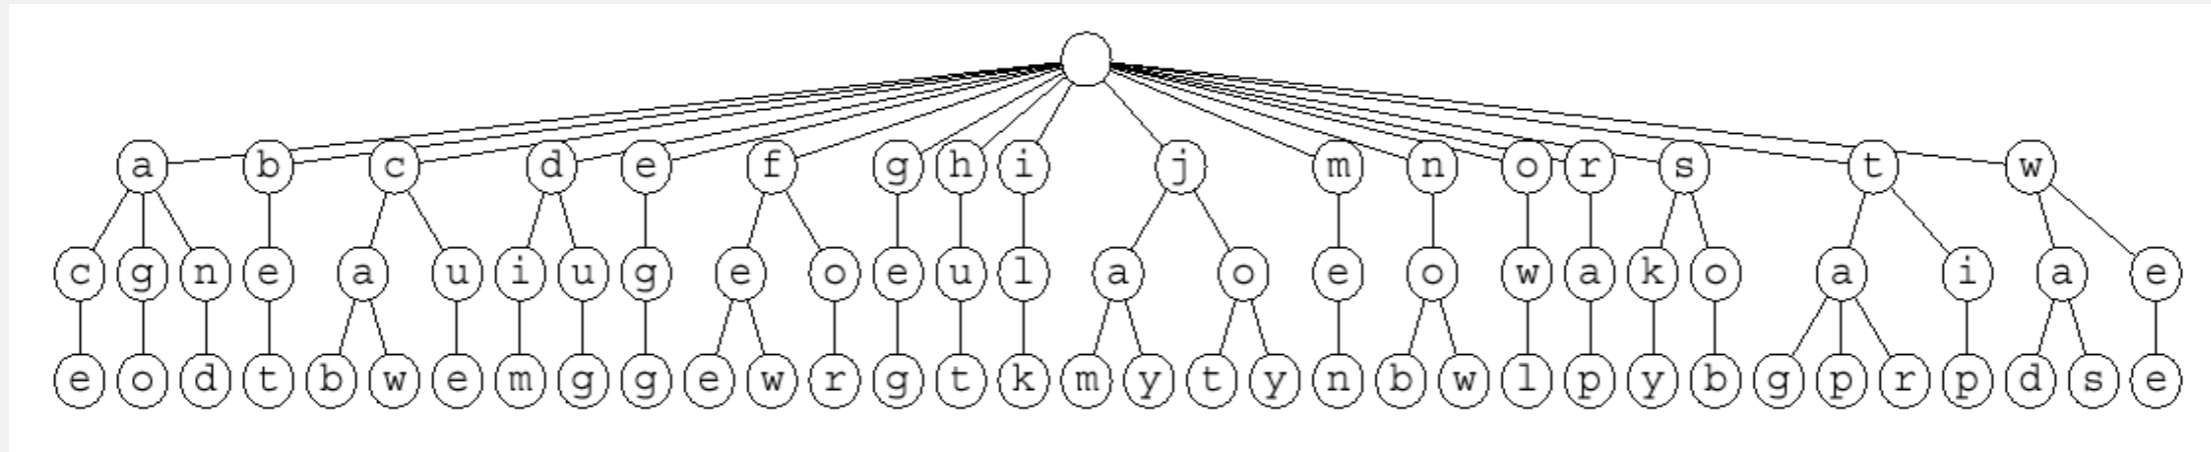 a b c d e f g h i j m n o r s t w
c g n e a u i u g e o e u l a o e o w a k o a i a e
e o d t b w e m g g e w r g t k m y t y n b w l p y b g p r p d s e